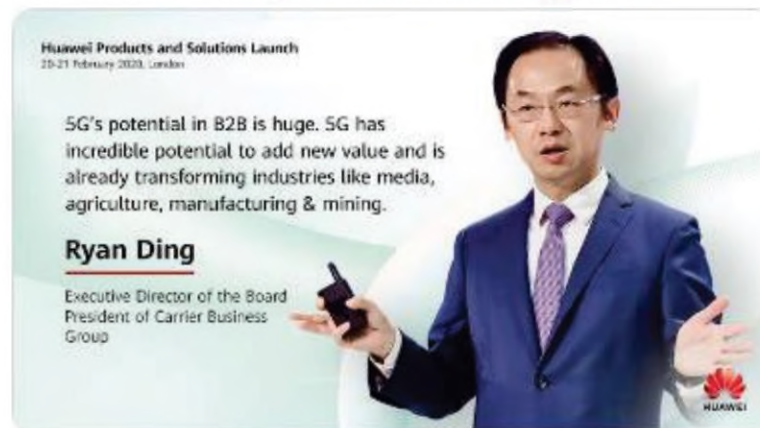 Huawei Products and Solutions Launch
20-21 February 2020, London
5G's potential in B2B is huge. 5G has
incredible potential to add new value and is
already transforming industries like media,
agriculture, manufacturing & mining.
Ryan Ding
Executive Director of the Board
President of Carrier Business
Group
HUAWEI